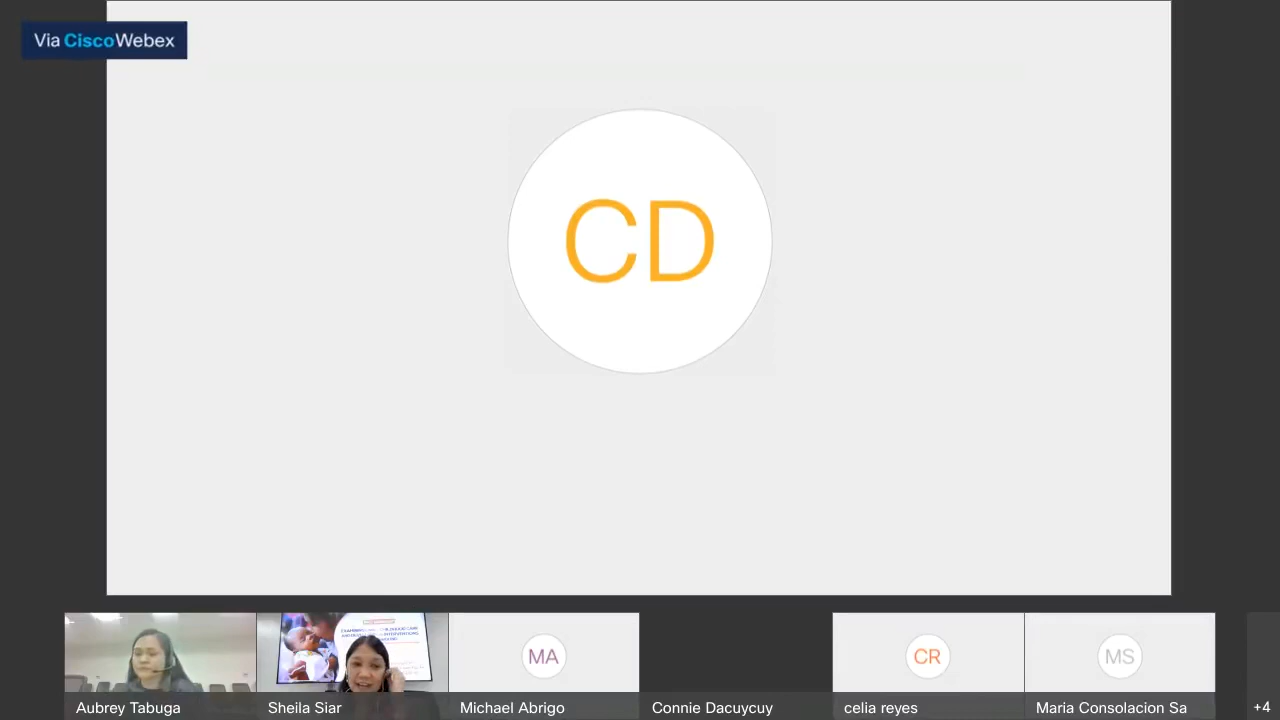 Via CiscoWebex
CD
MA
CR
MS
Aubrey Tabuga
Sheila Siar
Michael Abrigo
Connie Dacuycuy
celia reyes
Maria Consolacion Sa
+4